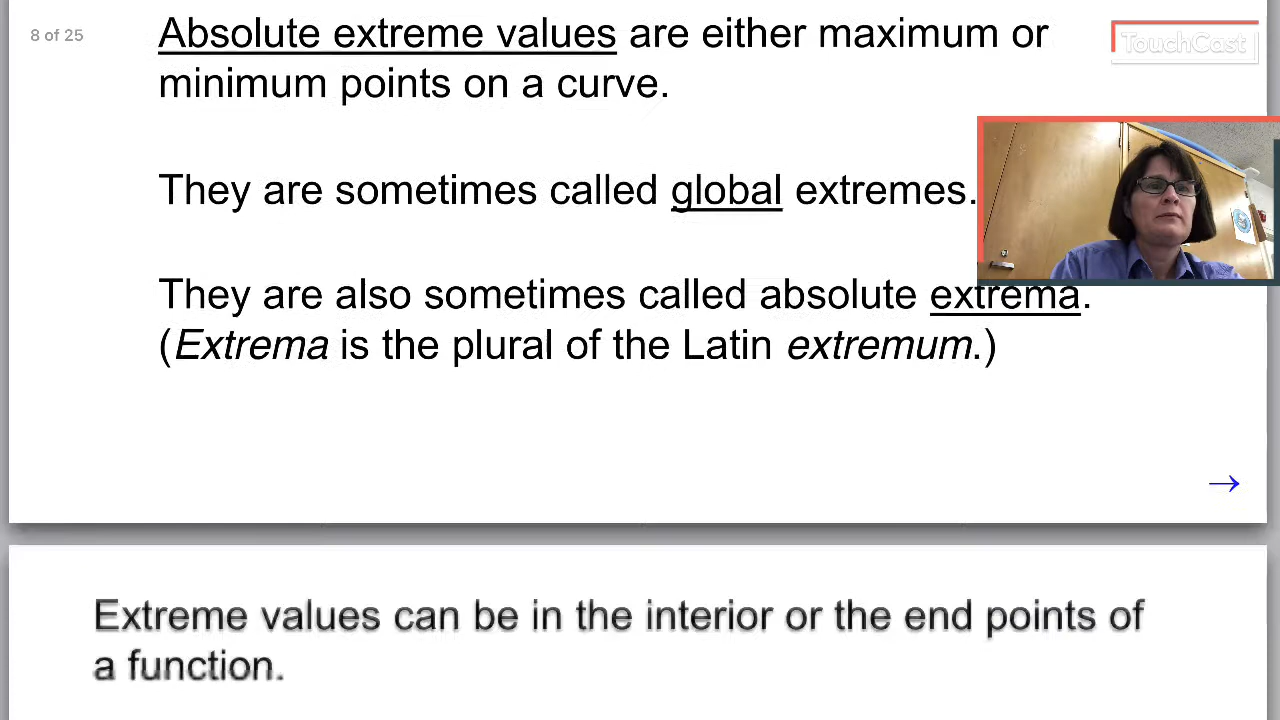 8 of 25
Absolute extreme values are either maximum or
minimum points on a curve.
TouchCast
They are sometimes called global extremes.
They are also sometimes called absolute extrema.
(Extrema is the plural of the Latin extremum.)
→
Extreme values can be in the interior or the end points of
a function.